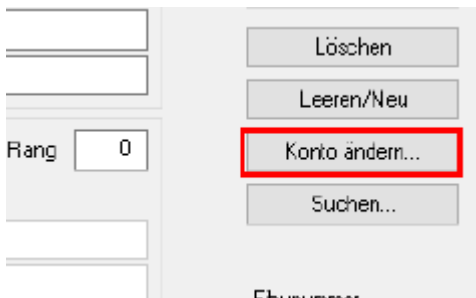 Löschen
Leeren/Neu
Rang 0
Konto ändern...
Suchen...